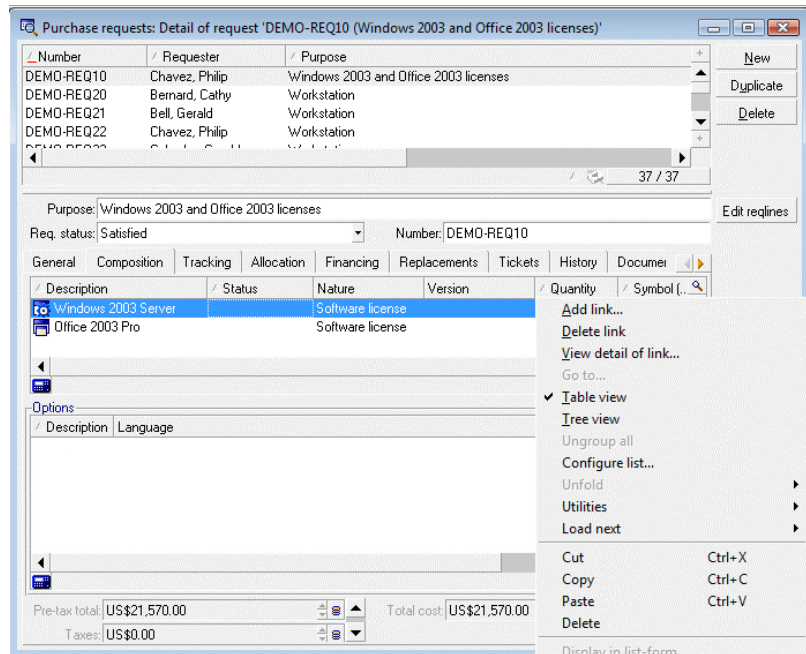 Purchase requests: Detail of request 'DEMO-REQ10 (Windows 2003 and Office 2003 licenses)'
Number Requester Purpose
DEMO-REQ10 Chavez, Philip Windows 2003 and Office 2003 licenses
DEMO-REQ20 Bernard, Cathy Workstation
DEMO-REQ21 Bell, Gerald Workstation
DEMO-REQ22 Chavez, Philip Workstation
New
Duplicate
Delete
37 / 37
Purpose: Windows 2003 and Office 2003 licenses
Edit reqlines
Req. status: Satisfied Number: DEMO-REQ10
General Composition Tracking Allocation Financing Replacements Tickets History Documer
Description Status Nature Version Quantity Symbol (..
Windows 2003 Server Software license
Office 2003 Pro Software license
Add link...
Delete link
View detail of link...
Go to...
Table view
Tree view
Ungroup all
Configure list...
Unfold
Utilities
Load next
Cut Ctrl+X
Copy Ctrl+C
Paste Ctrl+V
Delete
Display in list-form
Options
Description Language
Pre-tax total: US$21,570.00 Total cost: US$21,570.00
Taxes: US$0.00